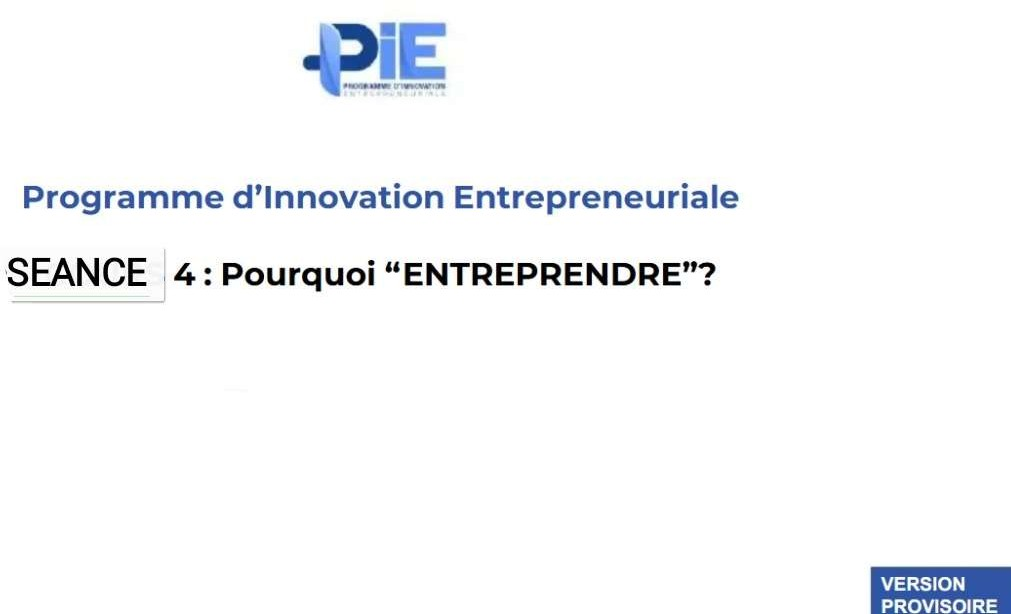 PiE
PROGRAMME D'INNOVATION
ENTREPRENEURIALE
Programme d’Innovation Entrepreneuriale
SEANCE 4 : Pourquoi “ENTREPRENDRE”?
VERSION
PROVISOIRE